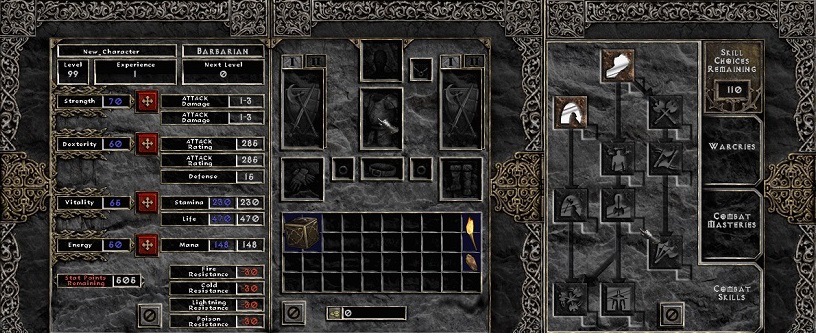 New_Character
Barbarian
Level
99
Experience
1
Next Level
0
Strength
70
ATTACK
Damage
1-3
ATTACK
Damage
1-3
Dexterity
60
ATTACK
Rating
285
ATTACK
Rating
285
Defense
15
Vitality
65
Stamina
230
230
Life
470
470
Energy
60
Mana
148
148
Stat Points
Remaining
505
Fire
Resistance
-30
Cold
Resistance
-30
Lightning
Resistance
-30
Poison
Resistance
-30
I
II
I
II
0
Skill
Choices
Remaining
110
Warcries
Combat
Masteries
Combat
Skills